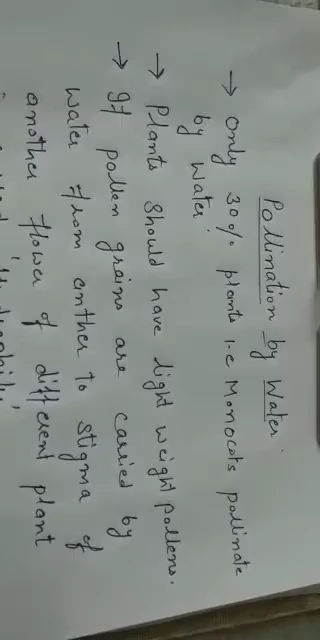 Pollination by Water.
→ Only 30% plants i.e Monocots pollinate
by Water.
→ Plants should have light weight pollens.
→ If pollen grains are carried by
water from anther to stigma of
another flower of different plant